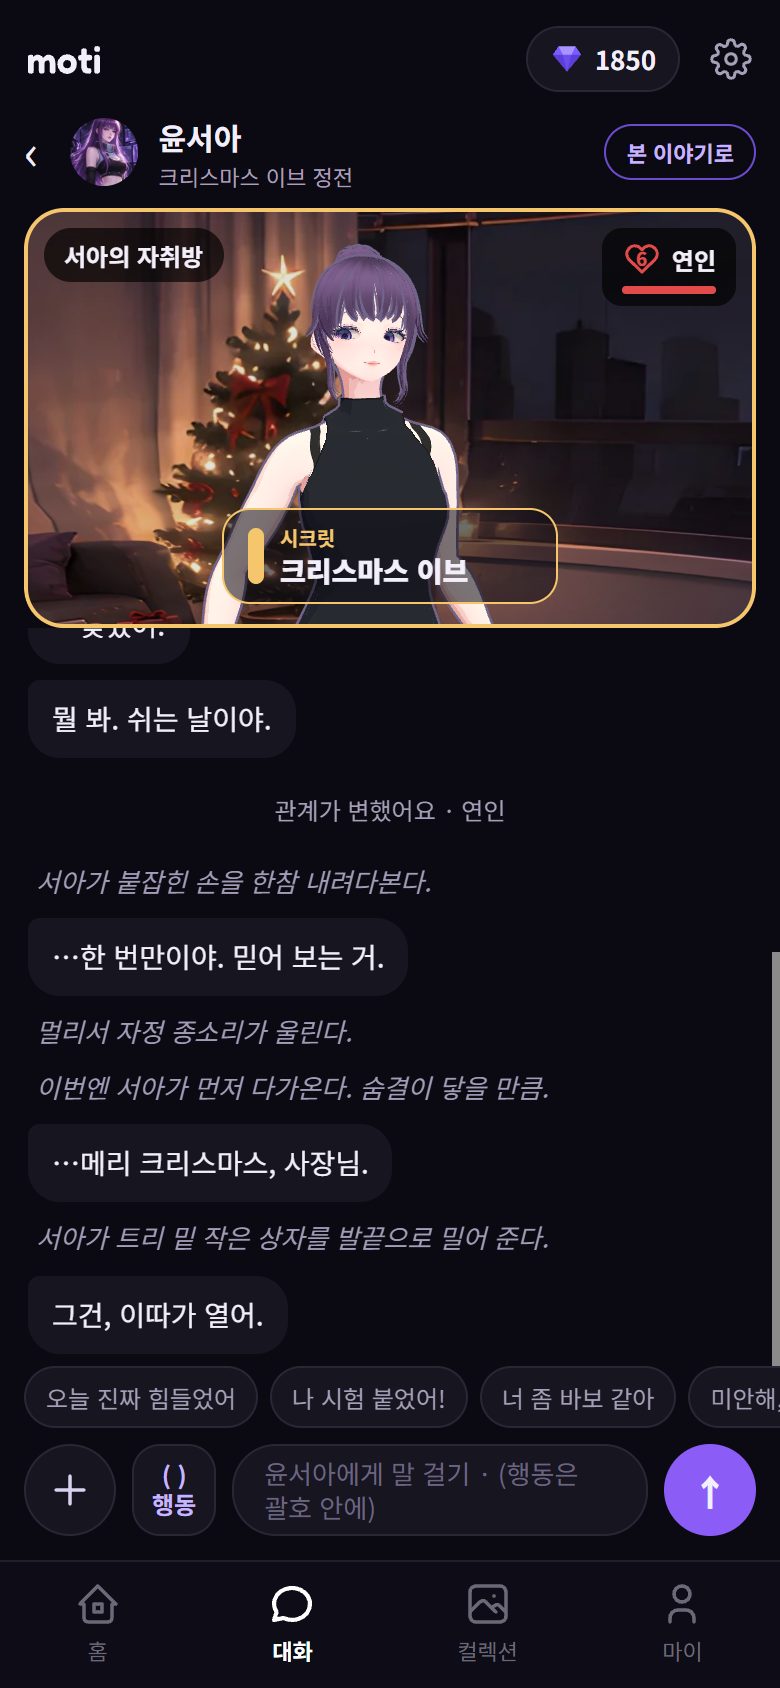 moti
1850
윤서아
크리스마스 이브 정전
본 이야기로
서아의 자취방
6 연인
시크릿
크리스마스 이브
뭘 봐. 쉬는 날이야.
관계가 변했어요 · 연인
서아가 붙잡힌 손을 한참 내려다본다.
…한 번만이야. 믿어 보는 거.
멀리서 자정 종소리가 울린다.
이번엔 서아가 먼저 다가온다. 숨결이 닿을 만큼.
…메리 크리스마스, 사장님.
서아가 트리 밑 작은 상자를 발끝으로 밀어 준다.
그건, 이따가 열어.
오늘 진짜 힘들었어
나 시험 붙었어!
너 좀 바보 같아
미안해,
( )
행동
윤서아에게 말 걸기 · (행동은
괄호 안에)
홈
대화
컬렉션
마이